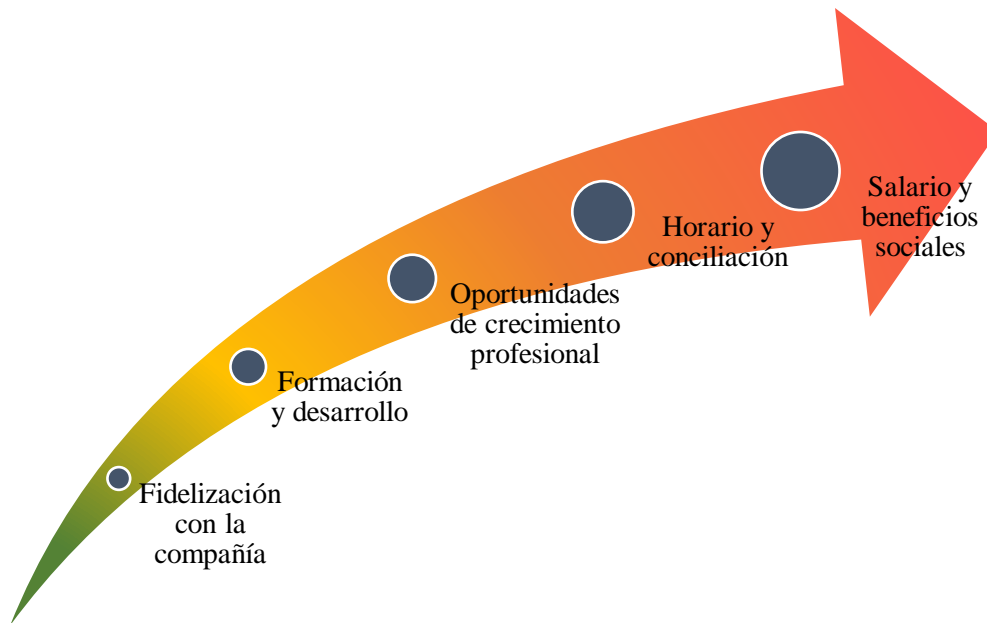 Fidelización
con la
compañía
Formación
y desarrollo
Oportunidades
de crecimiento
profesional
Horario y
conciliación
Salario y
beneficios
sociales